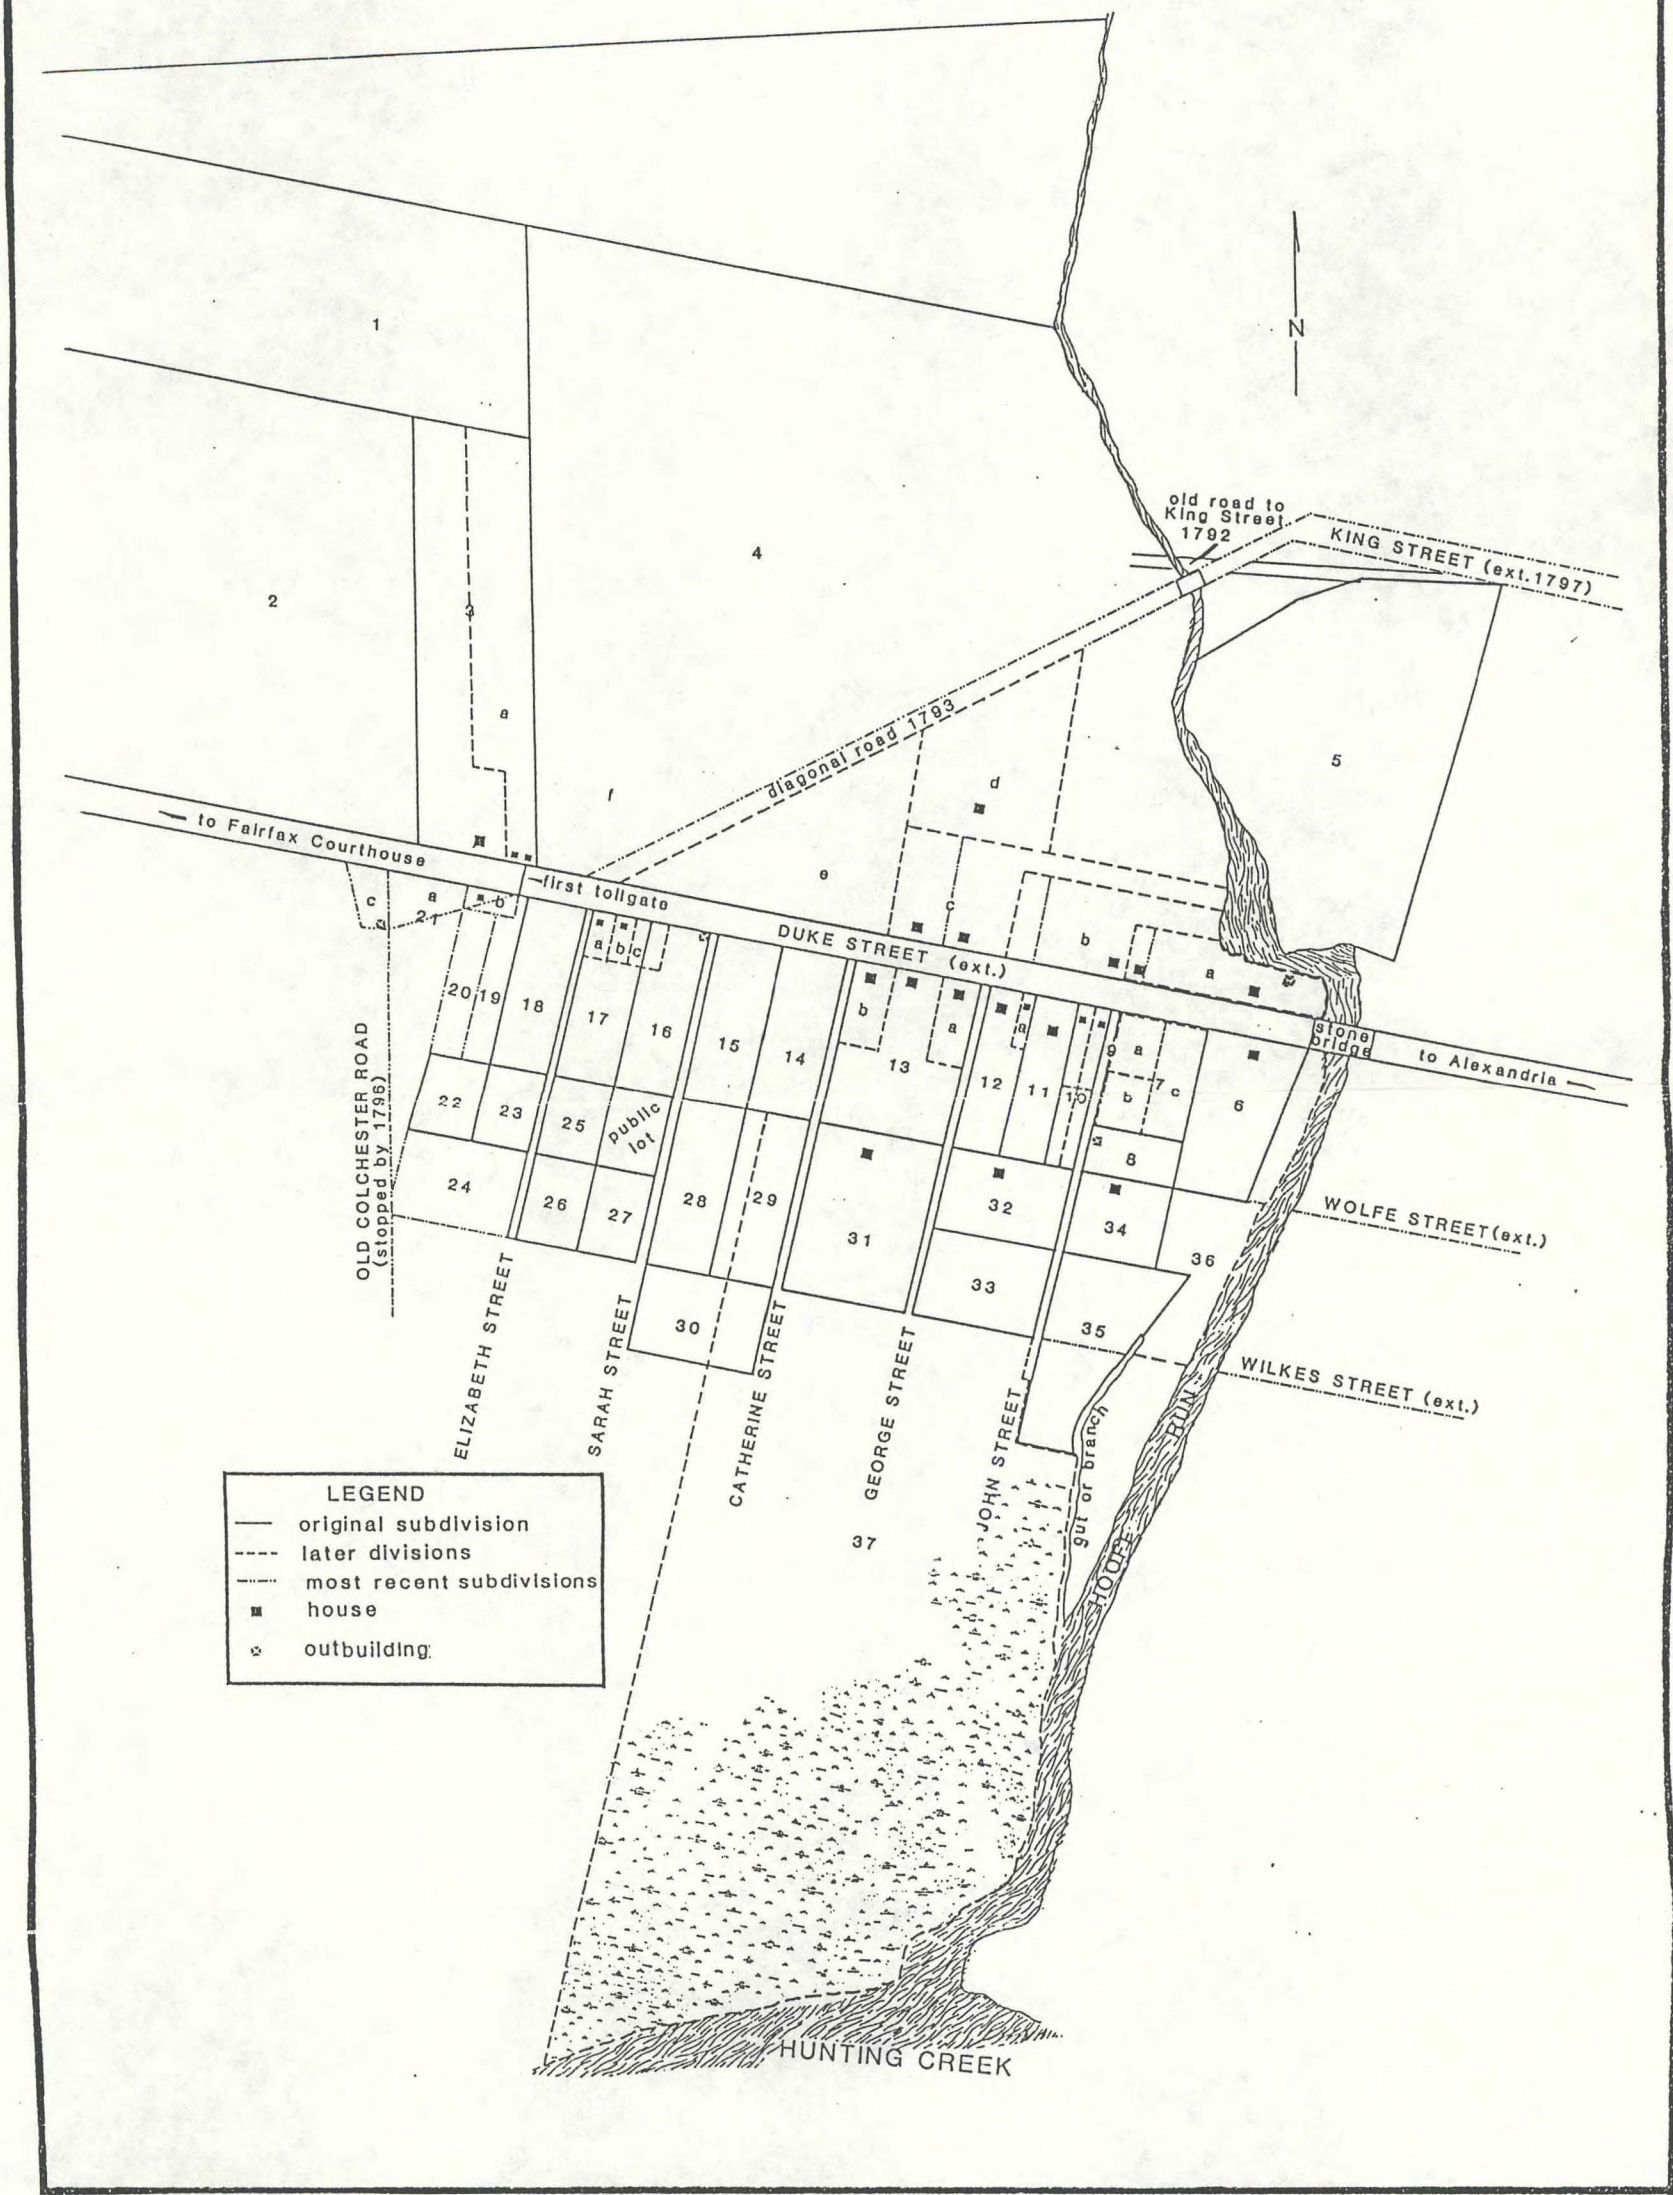 1
N
old road to
King Street
1792
KING STREET (ext. 1797)
4
2
3
a
5
diagonal road 1793
d
f
to Fairfax Courthouse
first tollgate
e
c
a
21
b
c
DUKE STREET (ext.)
b
a
stone
bridge
to Alexandria
20
19
18
17
a
b
c
16
15
14
b
13
a
12
a
11
10
9
a
b
7
c
6
8
OLD COLCHESTER ROAD
(stopped by 1796)
22
23
25
public
lot
24
26
27
28
29
31
32
34
36
WOLFE STREET (ext.)
30
33
35
WILKES STREET (ext.)
ELIZABETH STREET
SARAH STREET
CATHERINE STREET
GEORGE STREET
JOHN STREET
gut or branch
HOOFF RUN
37
LEGEND
original subdivision
later divisions
most recent subdivisions
house
outbuilding
HUNTING CREEK